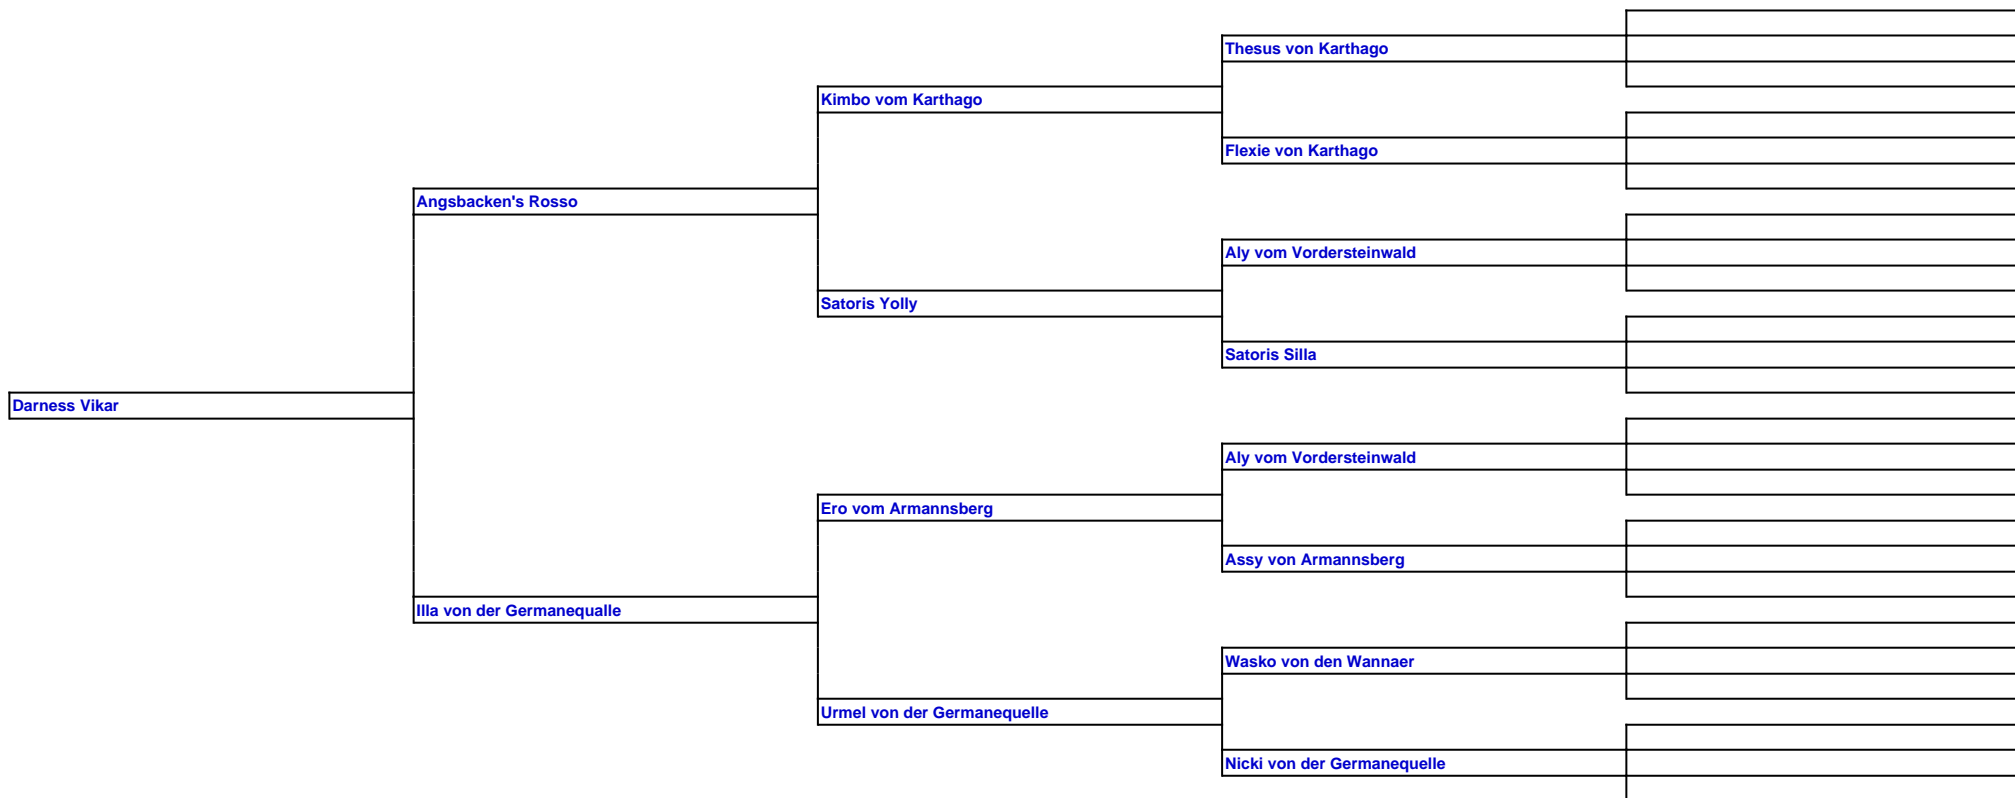 Thesus von Karthago
Kimbo vom Karthago
Flexie von Karthago
Angsbacken's Rosso
Aly vom Vordersteinwald
Satoris Yolly
Satoris Silla
Darness Vikar
Aly vom Vordersteinwald
Ero vom Armannsberg
Assy von Armannsberg
Illa von der Germanequalle
Wasko von den Wannaer
Urmel von der Germanequelle
Nicki von der Germanequelle